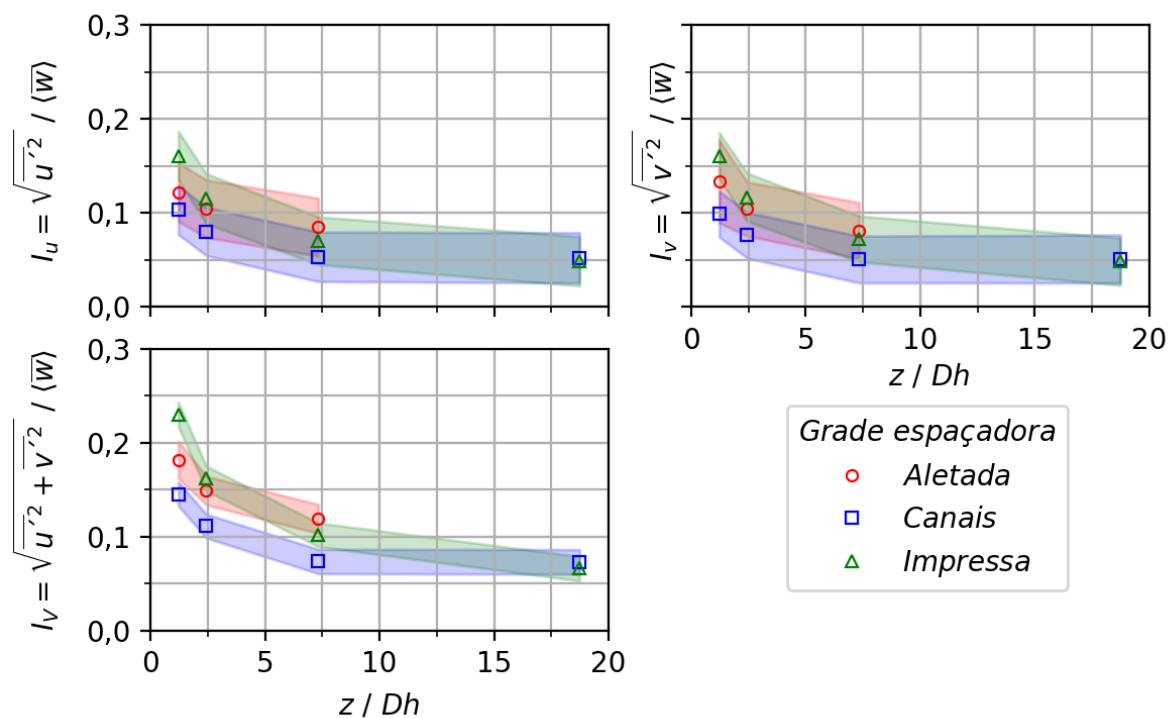 I_u = √(u̅´²) / ⟨w̅⟩
0,3
0,2
0,1
0,0
I_v = √(v̅´²) / ⟨w̅⟩
0 5 10 15 20
z / Dh
I_V = √(u̅´² + v̅´²) / ⟨w̅⟩
0,3
0,2
0,1
0,0
0 5 10 15 20
z / Dh
Grade espaçadora
Aletada
Canais
Impressa